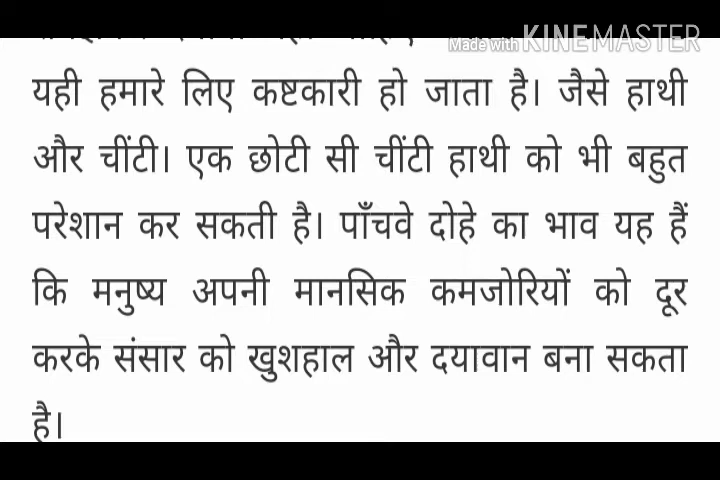 Made with KINEMASTER
यही हमारे लिए कष्टकारी हो जाता है। जैसे हाथी
और चींटी। एक छोटी सी चींटी हाथी को भी बहुत
परेशान कर सकती है। पाँचवे दोहे का भाव यह हैं
कि मनुष्य अपनी मानसिक कमजोरियों को दूर
करके संसार को खुशहाल और दयावान बना सकता
है।